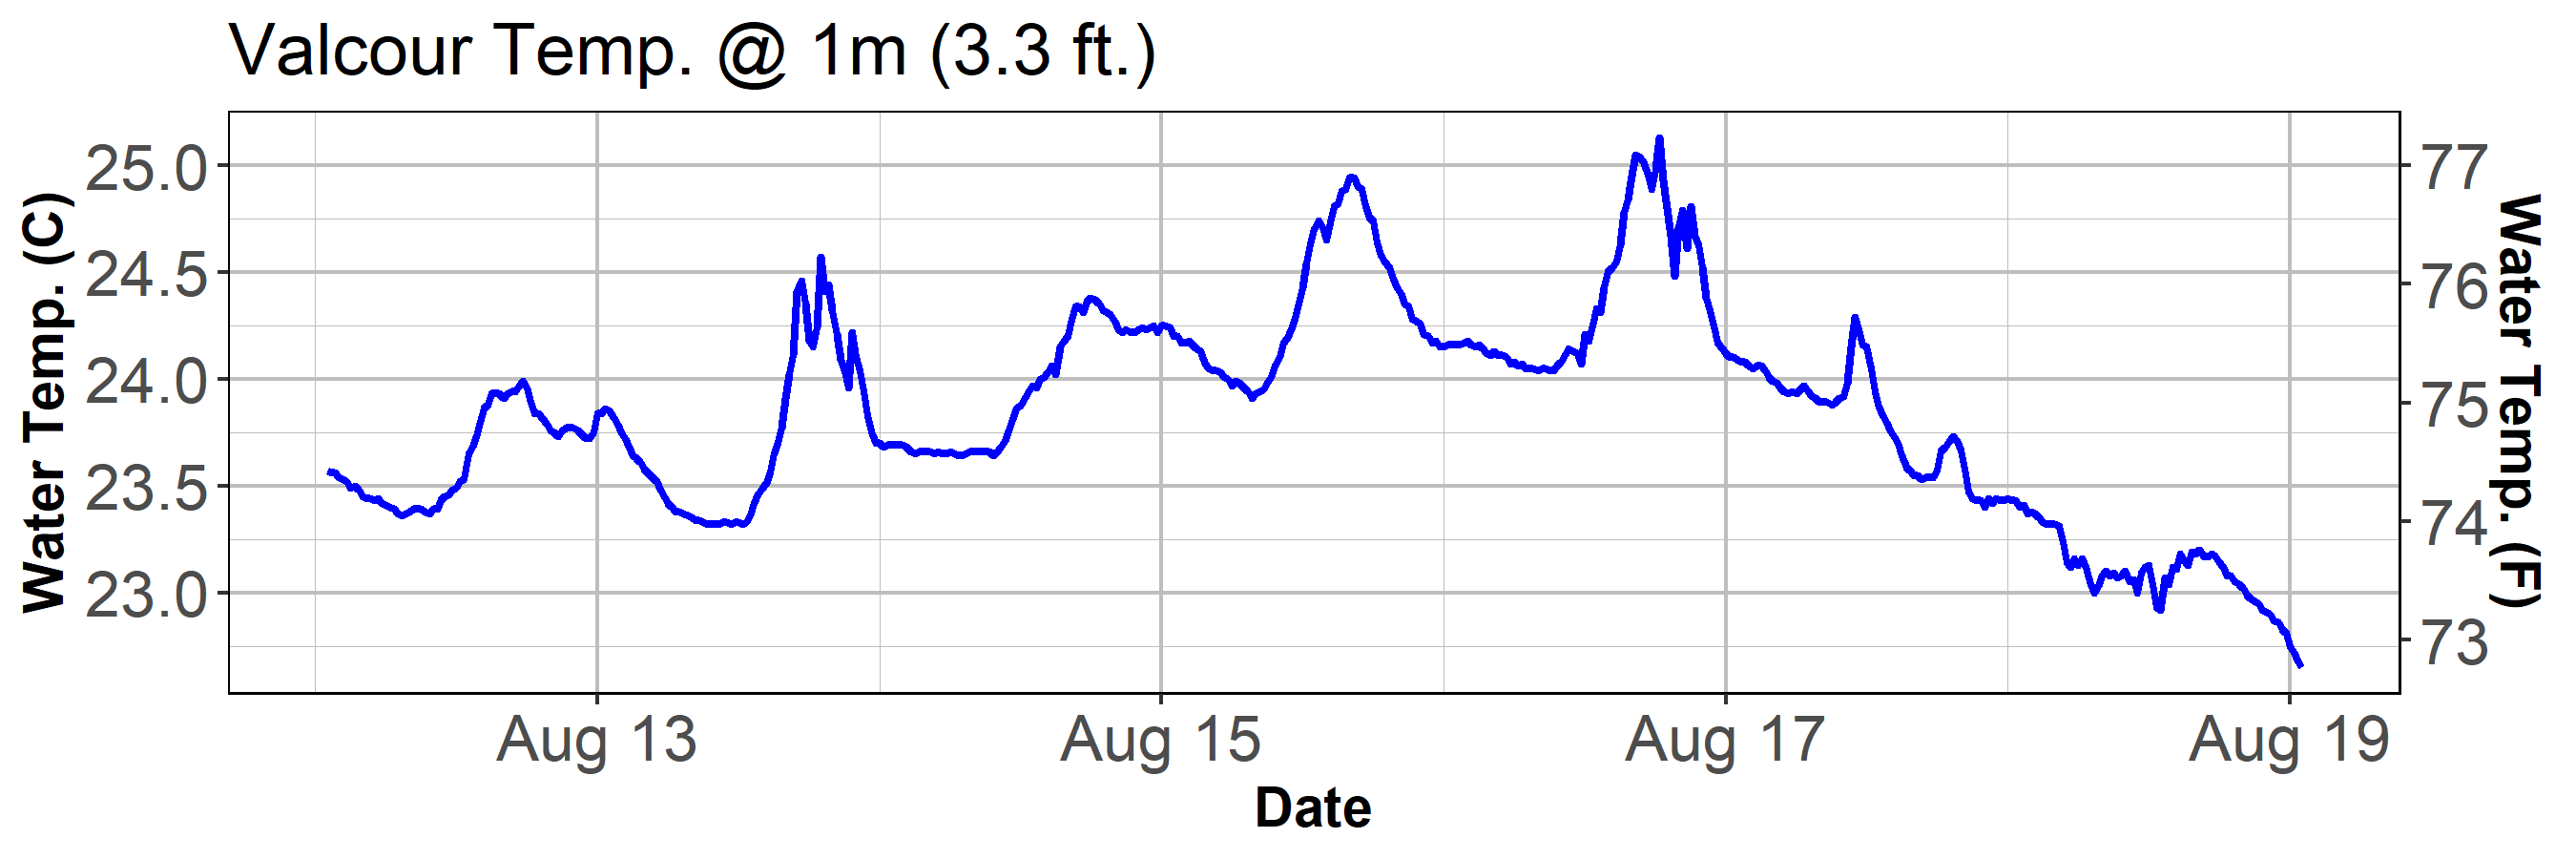 Valcour Temp. @ 1m (3.3 ft.)
Water Temp. (C)
25.0
24.5
24.0
23.5
23.0
77
76
75
74
73
Water Temp. (F)
Aug 13 Aug 15 Aug 17 Aug 19
Date